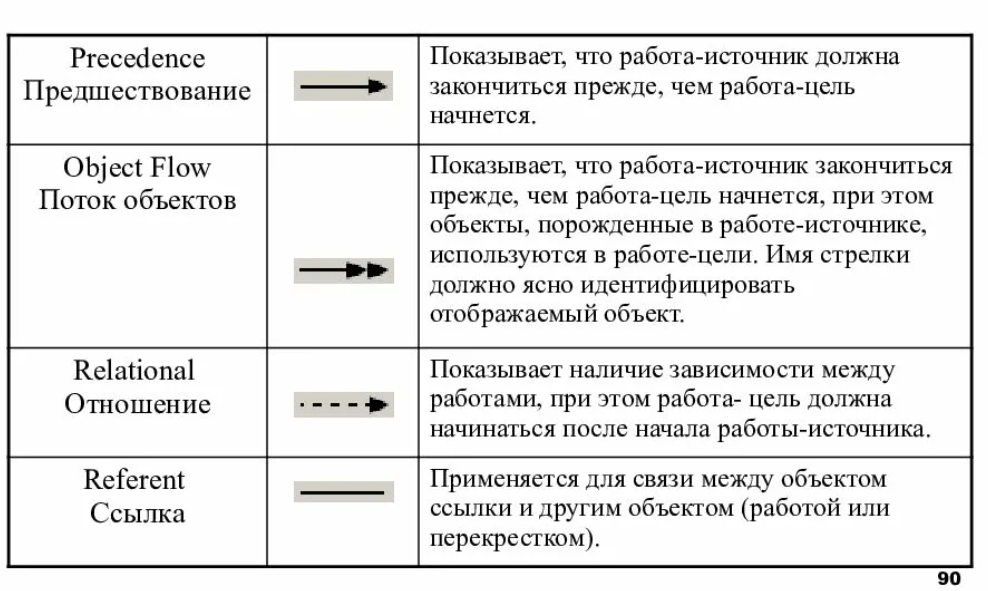 Precedence
Предшествование
Показывает, что работа-источник должна
закончиться прежде, чем работа-цель
начнется.
Object Flow
Поток объектов
Показывает, что работа-источник закончиться
прежде, чем работа-цель начнется, при этом
объекты, порожденные в работе-источнике,
используются в работе-цели. Имя стрелки
должно ясно идентифицировать
отображаемый объект.
Relational
Отношение
Показывает наличие зависимости между
работами, при этом работа- цель должна
начинаться после начала работы-источника.
Referent
Ссылка
Применяется для связи между объектом
ссылки и другим объектом (работой или
перекрестком).
90